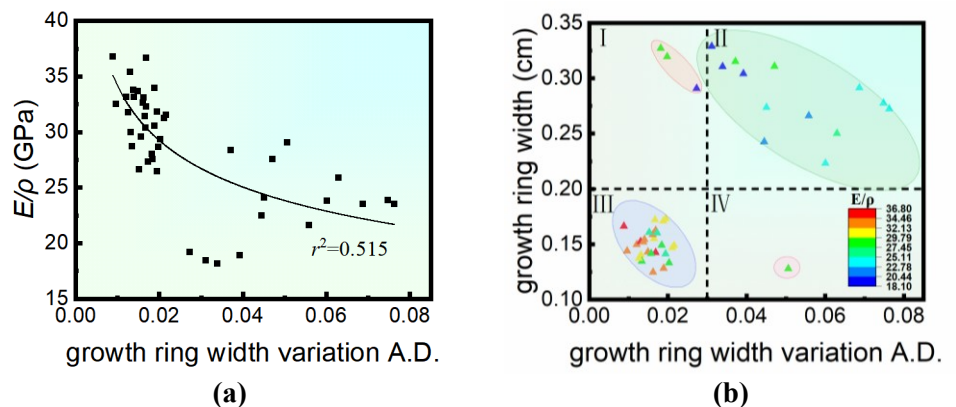 40
35
30
25
20
15
E/ρ (GPa)
r²=0.515
0.00 0.02 0.04 0.06 0.08
growth ring width variation A.D.
(a)
0.35
0.30
0.25
0.20
0.15
0.10
growth ring width (cm)
I II
III IV
E/ρ
36.80
34.46
32.13
29.79
27.45
25.11
22.78
20.44
18.10
0.00 0.02 0.04 0.06 0.08
growth ring width variation A.D.
(b)